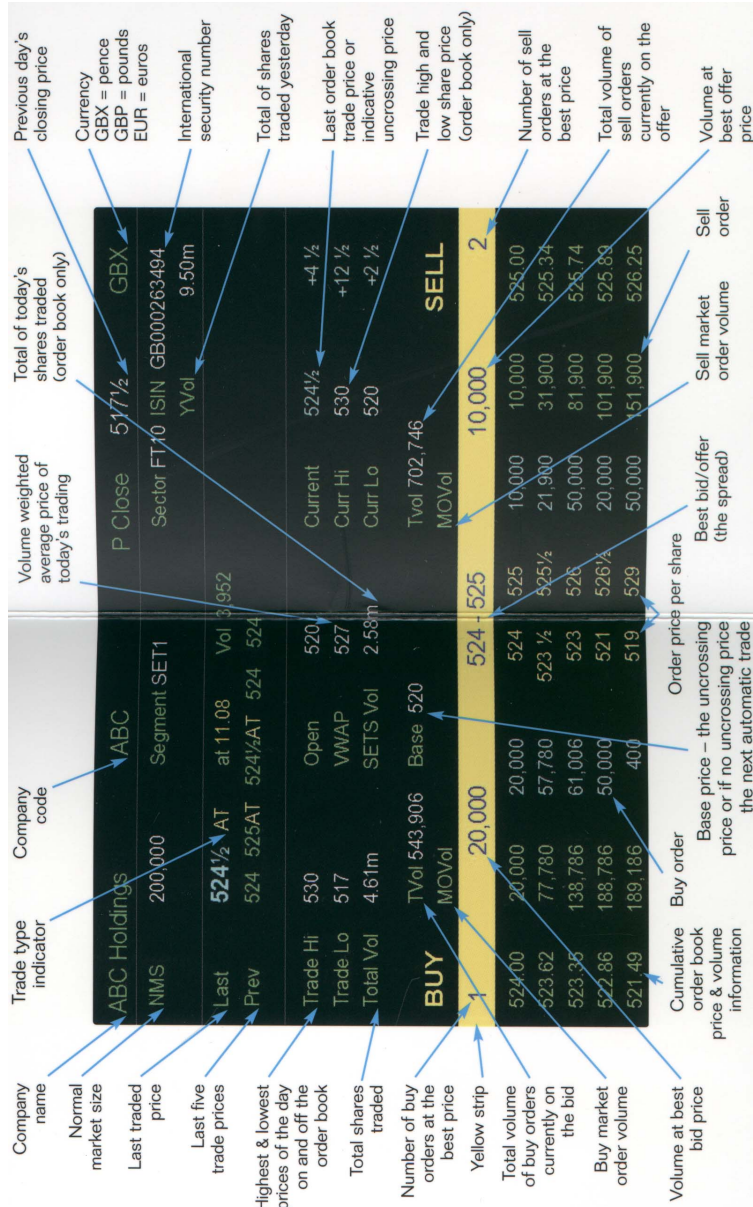 Company
name
Trade type
indicator
Company
code
Volume weighted
average price of
today's trading
Total of today's
shares traded
(order book only)
Previous day's
closing price
Normal
market size
Last traded
price
Last five
trade prices
Highest & lowest
prices of the day
on and off the
order book
Total shares
traded
Number of buy
orders at the
best price
Yellow strip
Total volume
of buy orders
currently on
the bid
Buy market
order volume
Volume at best
bid price
ABC Holdings ABC P Close 517½ GBX
NMS 200,000 Segment SET1 Sector FT10 ISIN GB000263494
YVol 9.50m
Last 524½ AT at 11.08 Vol 3,952
Prev 524 525AT 524½AT 524 524
Trade Hi 530 Open 520 Current 524½ +4 ½
Trade Lo 517 VWAP 527 Curr Hi 530 +12 ½
Total Vol 4.61m SETS Vol 2.58m Curr Lo 520 +2 ½
BUY TVol 543,906 Base 520 Tvol 702,746 SELL
MOVol MOVol
1 20,000 524 - 525 10,000 2
524.00 20,000 20,000 524 525 10,000 10,000 525.00
523.62 77,780 57,780 523 ½ 525½ 21,900 31,900 525.34
523.35 138,786 61,006 523 526 50,000 81,900 526.74
522.86 188,786 50,000 521 526½ 20,000 101,900 525.89
521.49 189,186 400 519 529 50,000 151,900 526.25
Currency
GBX = pence
GBP = pounds
EUR = euros
International
security number
Total of shares
traded yesterday
Last order book
trade price or
indicative
uncrossing price
Trade high and
low share price
(order book only)
Number of sell
orders at the
best price
Total volume of
sell orders
currently on the
offer
Volume at
best offer
price
Cumulative
order book
price & volume
information
Buy order
Order price per share
Base price – the uncrossing
price or if no uncrossing price
the next automatic trade
Best bid/offer
(the spread)
Sell market
order volume
Sell
order